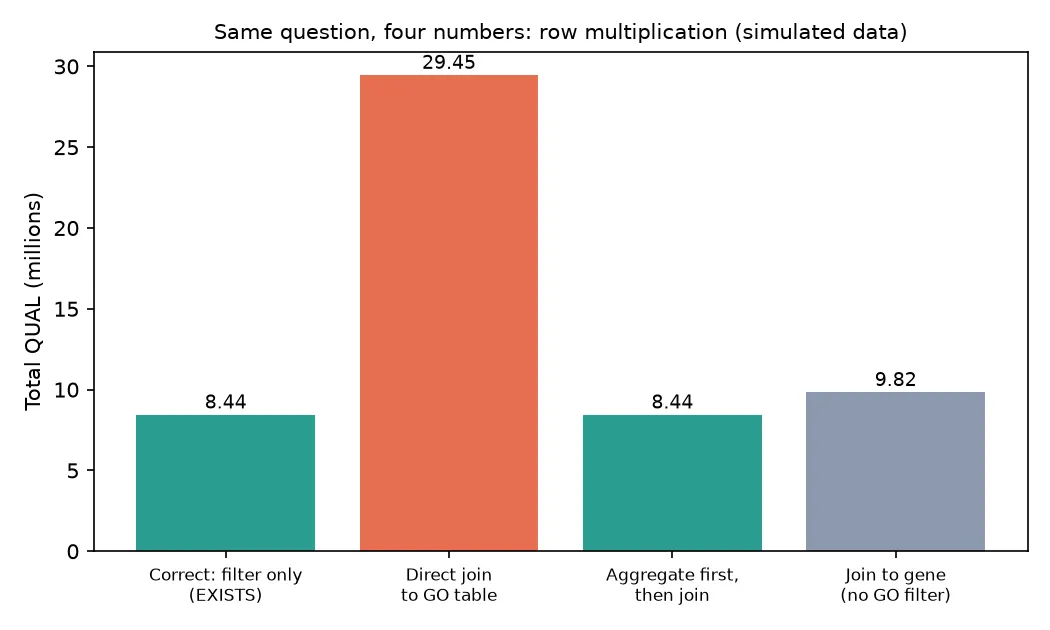 Same question, four numbers: row multiplication (simulated data)
Total QUAL (millions)
30
25
20
15
10
5
0
8.44
29.45
8.44
9.82
Correct: filter only
(EXISTS)
Direct join
to GO table
Aggregate first,
then join
Join to gene
(no GO filter)